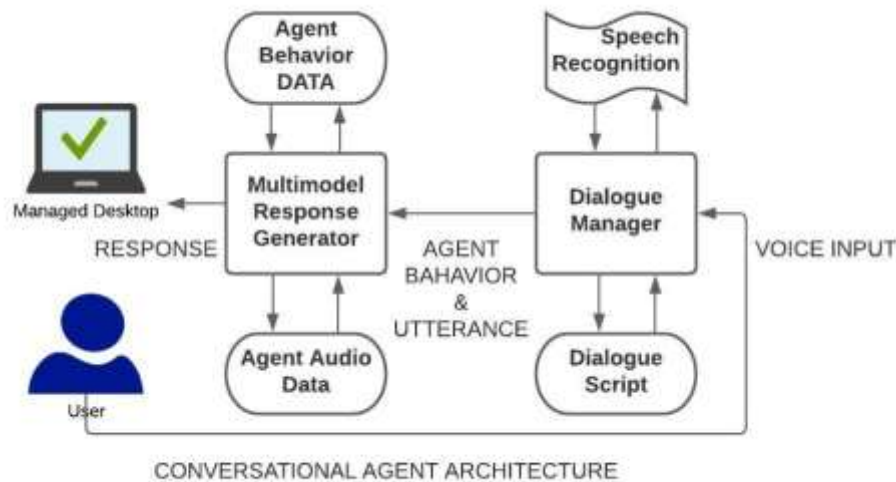 Agent
Behavior
DATA
Speech
Recognition
Managed Desktop
Multimodel
Response
Generator
Dialogue
Manager
RESPONSE
AGENT
BAHAVIOR
&
UTTERANCE
VOICE INPUT
Agent Audio
Data
Dialogue
Script
User
CONVERSATIONAL AGENT ARCHITECTURE